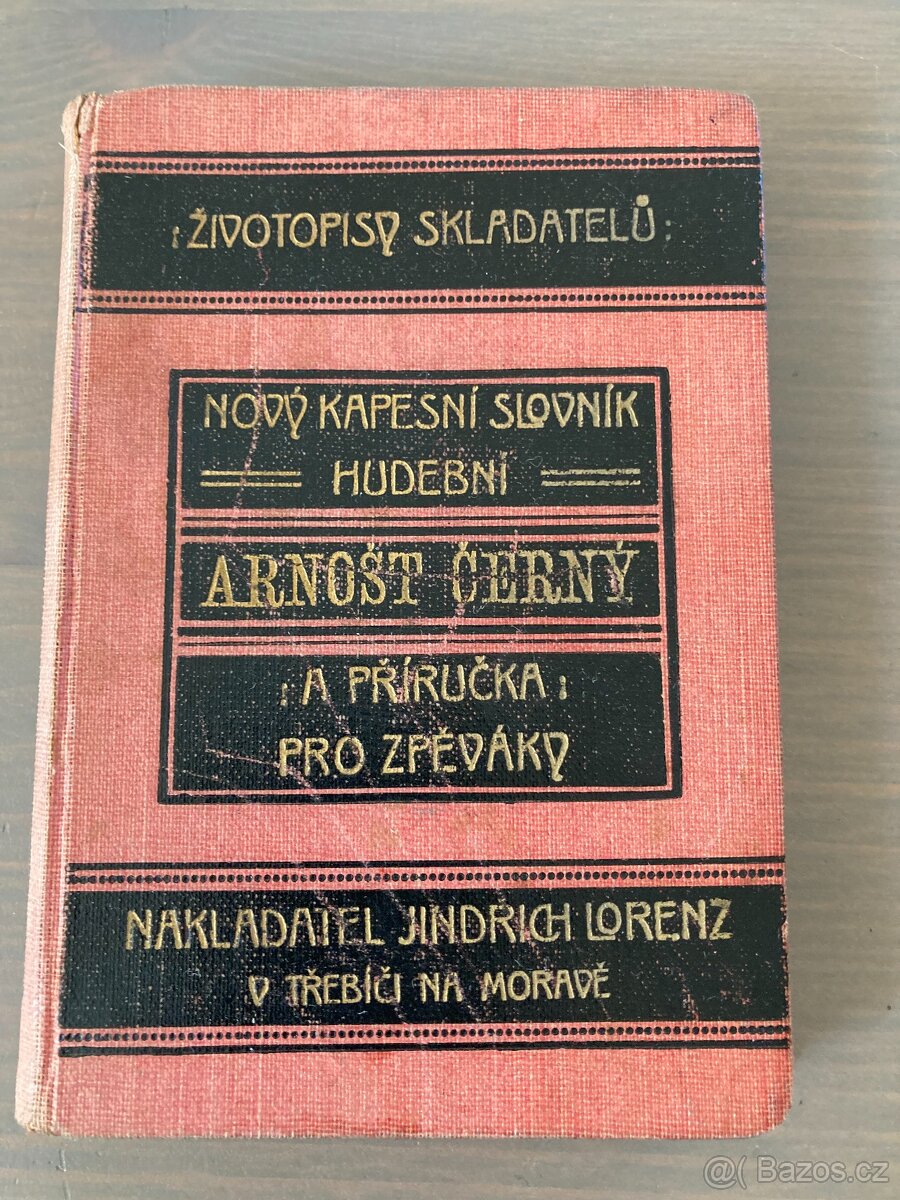 ŽIVOTOPISY SKLADATELŮ
NOVÝ KAPESNÍ SLOVNÍK
HUDEBNÍ
ARNOŠT ČERNÝ
A PŘÍRUČKA
PRO ZPĚVÁKY
NAKLADATEL JINDŘICH LORENZ
V TŘEBÍČI NA MORAVĚ
@( Bazos.cz